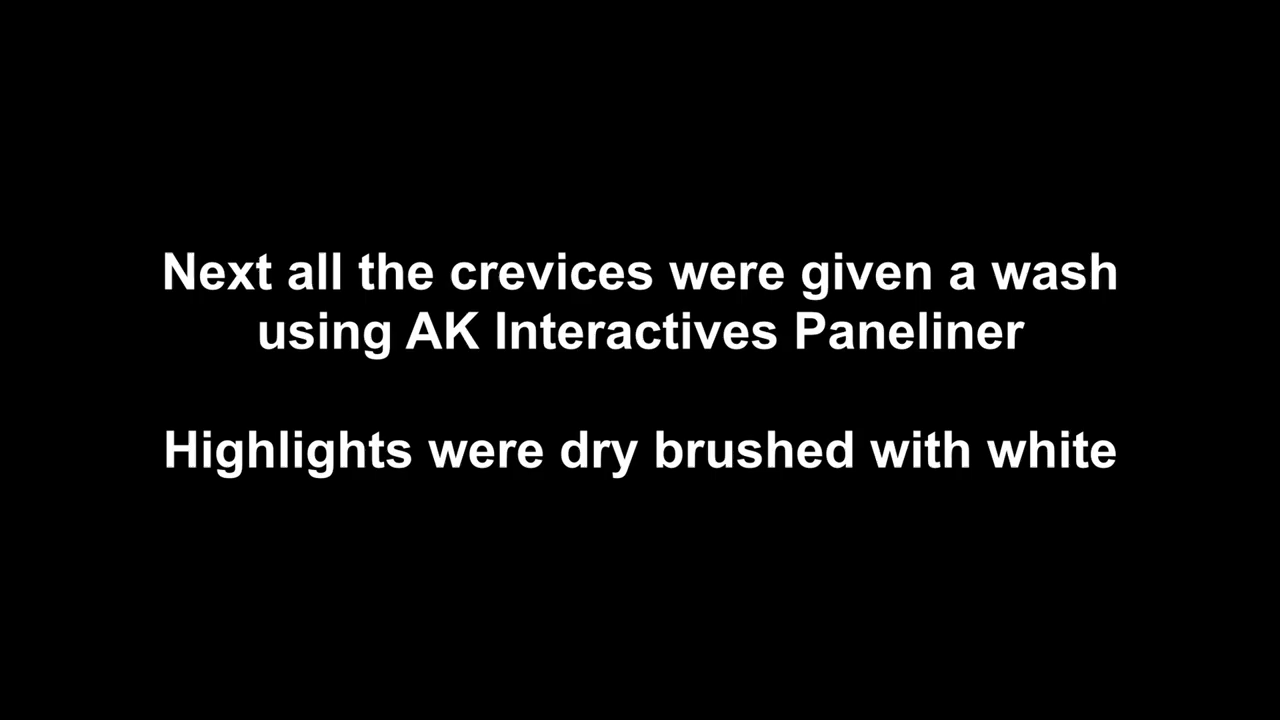 Next all the crevices were given a wash
using AK Interactives Paneliner
Highlights were dry brushed with white